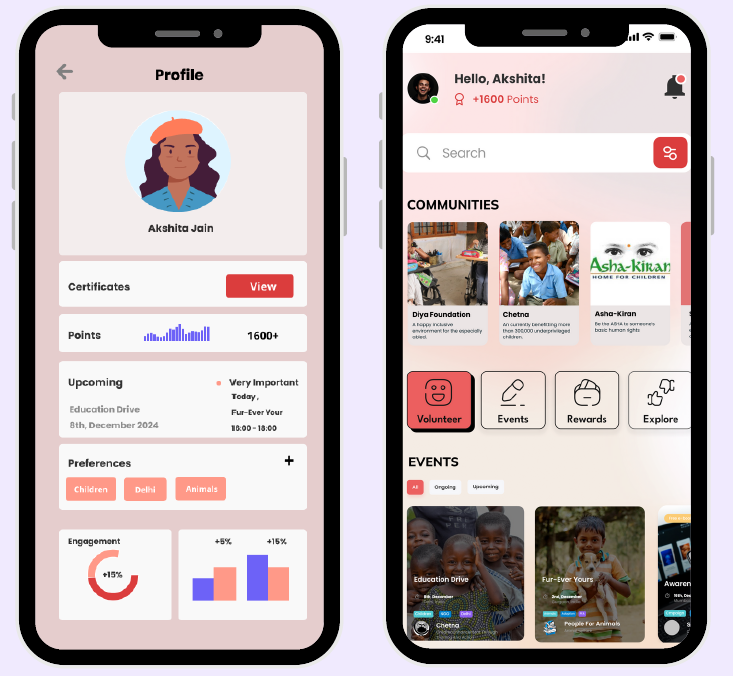 Profile
Akshita Jain
Certificates
View
Points
1600+
Upcoming
Very Important
Today,
Education Drive
Fur-Ever Your
8th, December 2024
16:00 - 18:00
Preferences
+
Children
Delhi
Animals
Engagement
+15%
+5%
+15%
9:41
Hello, Akshita!
+1600 Points
Search
COMMUNITIES
Asha-Kiran
HOME FOR CHILDREN
Diya Foundation
A happy inclusive
environment for the especially
abled.
Chetna
An currently benefitting more
than 300,000 underprivileged
children.
Asha-Kiran
Be the ASHA to someone's
basic human rights
Volunteer
Events
Rewards
Explore
EVENTS
All
Ongoing
Upcoming
Education Drive
8th, December
Chetna
Fur-Ever Yours
2nd, December
People For Animals
Awaren